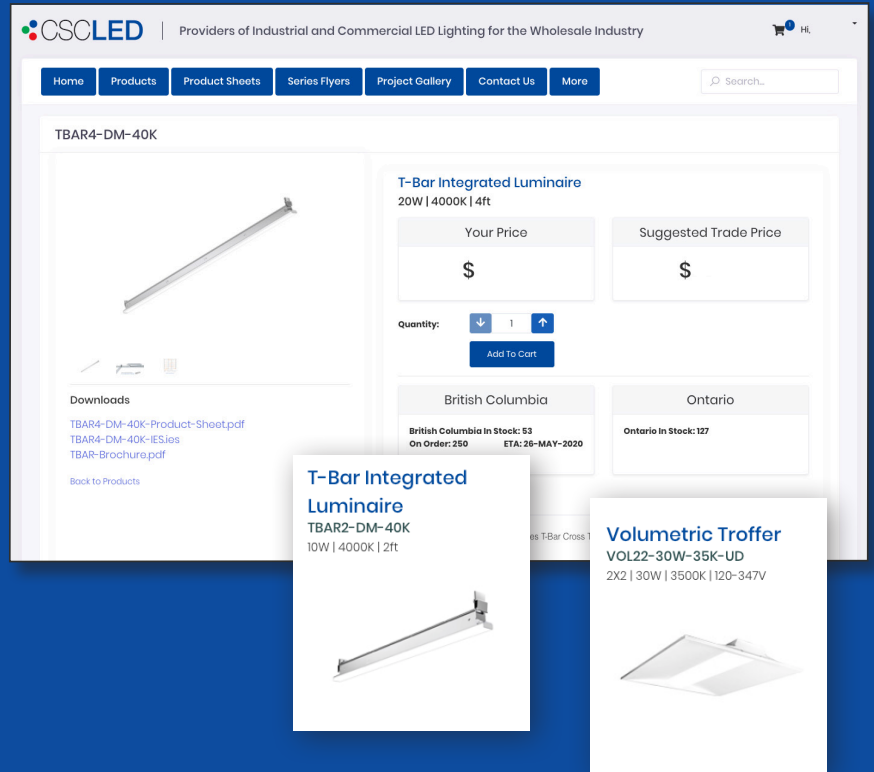 CSCLED
Providers of Industrial and Commercial LED Lighting for the Wholesale Industry
1
Hi,
Home
Products
Product Sheets
Series Flyers
Project Gallery
Contact Us
More
Search...
TBAR4-DM-40K
T-Bar Integrated Luminaire
20W | 4000K | 4ft
Your Price
Suggested Trade Price
$
$
Quantity:
1
Add To Cart
Downloads
TBAR4-DM-40K-Product-Sheet.pdf
TBAR4-DM-40K-IES.ies
TBAR-Brochure.pdf
Back to Products
British Columbia
British Columbia In Stock: 53
On Order: 250 ETA: 26-MAY-2020
Ontario
Ontario In Stock: 127
T-Bar Cross
T-Bar Integrated
Luminaire
TBAR2-DM-40K
10W | 4000K | 2ft
Volumetric Troffer
VOL22-30W-35K-UD
2X2 | 30W | 3500K | 120-347V